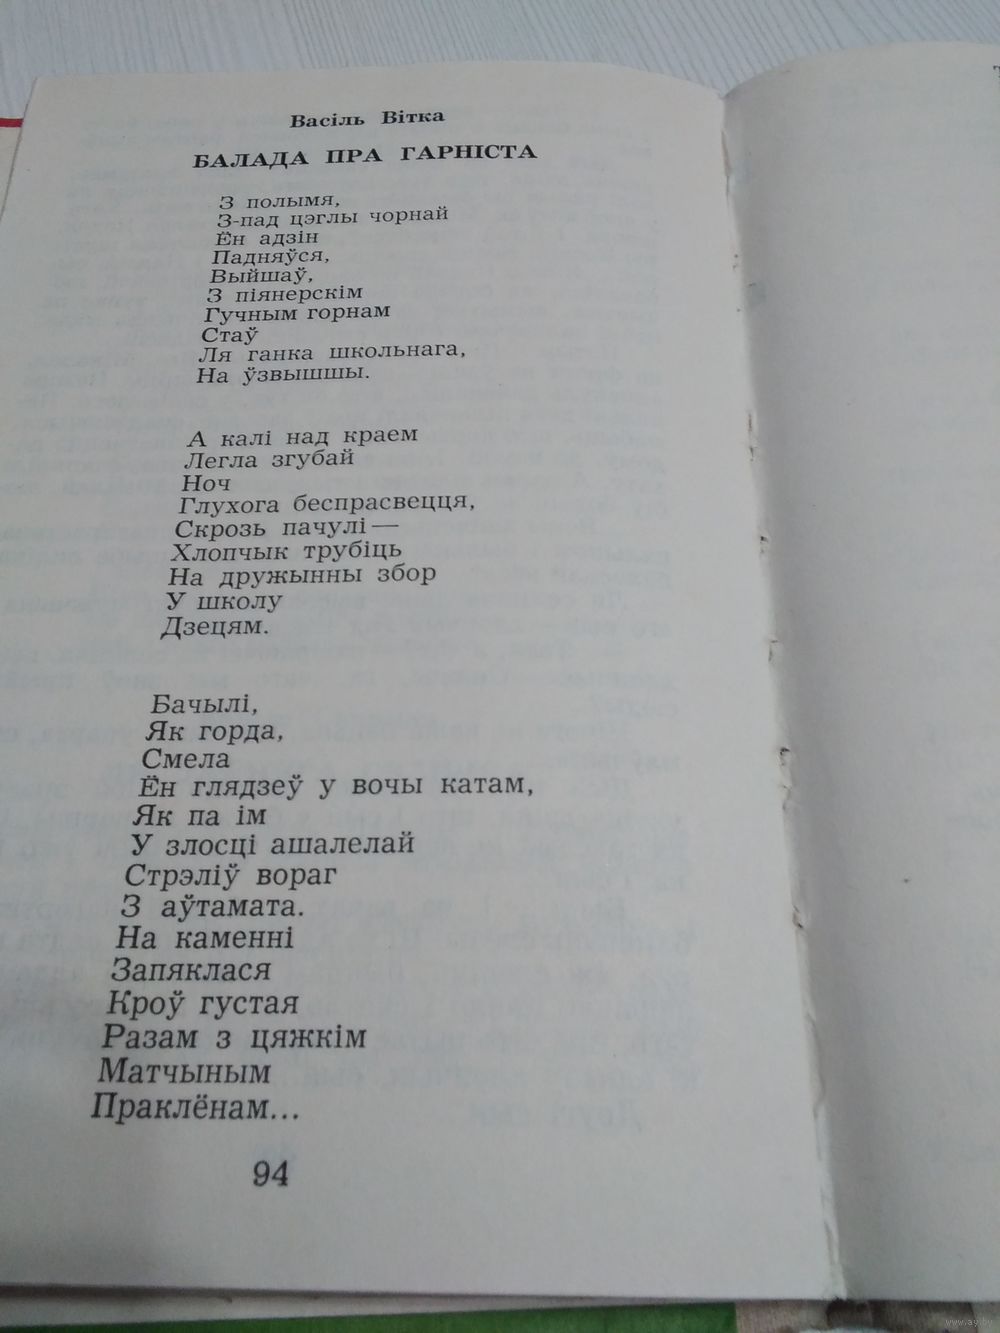 Васіль Вітка
БАЛАДА ПРА ГАРНІСТА
З полымя,
З-пад цэглы чорнай
Ён адзін
Падняўся,
Выйшаў,
З піянерскім
Гучным горнам
Стаў
Ля ганка школьнага,
На ўзвышшы.
А калі над краем
Легла згубай
Ноч
Глухога беспрасвецця,
Скрозь пачулі —
Хлопчык трубіць
На дружынны збор
У школу
Дзецям.
Бачылі,
Як горда,
Смела
Ён глядзеў у вочы катам,
Як па ім
У злосці ашалелай
Стрэліў вораг
З аўтамата.
На каменні
Запяклася
Кроў густая
Разам з цяжкім
Матчыным
Праклёнам...
94
www.ay.by